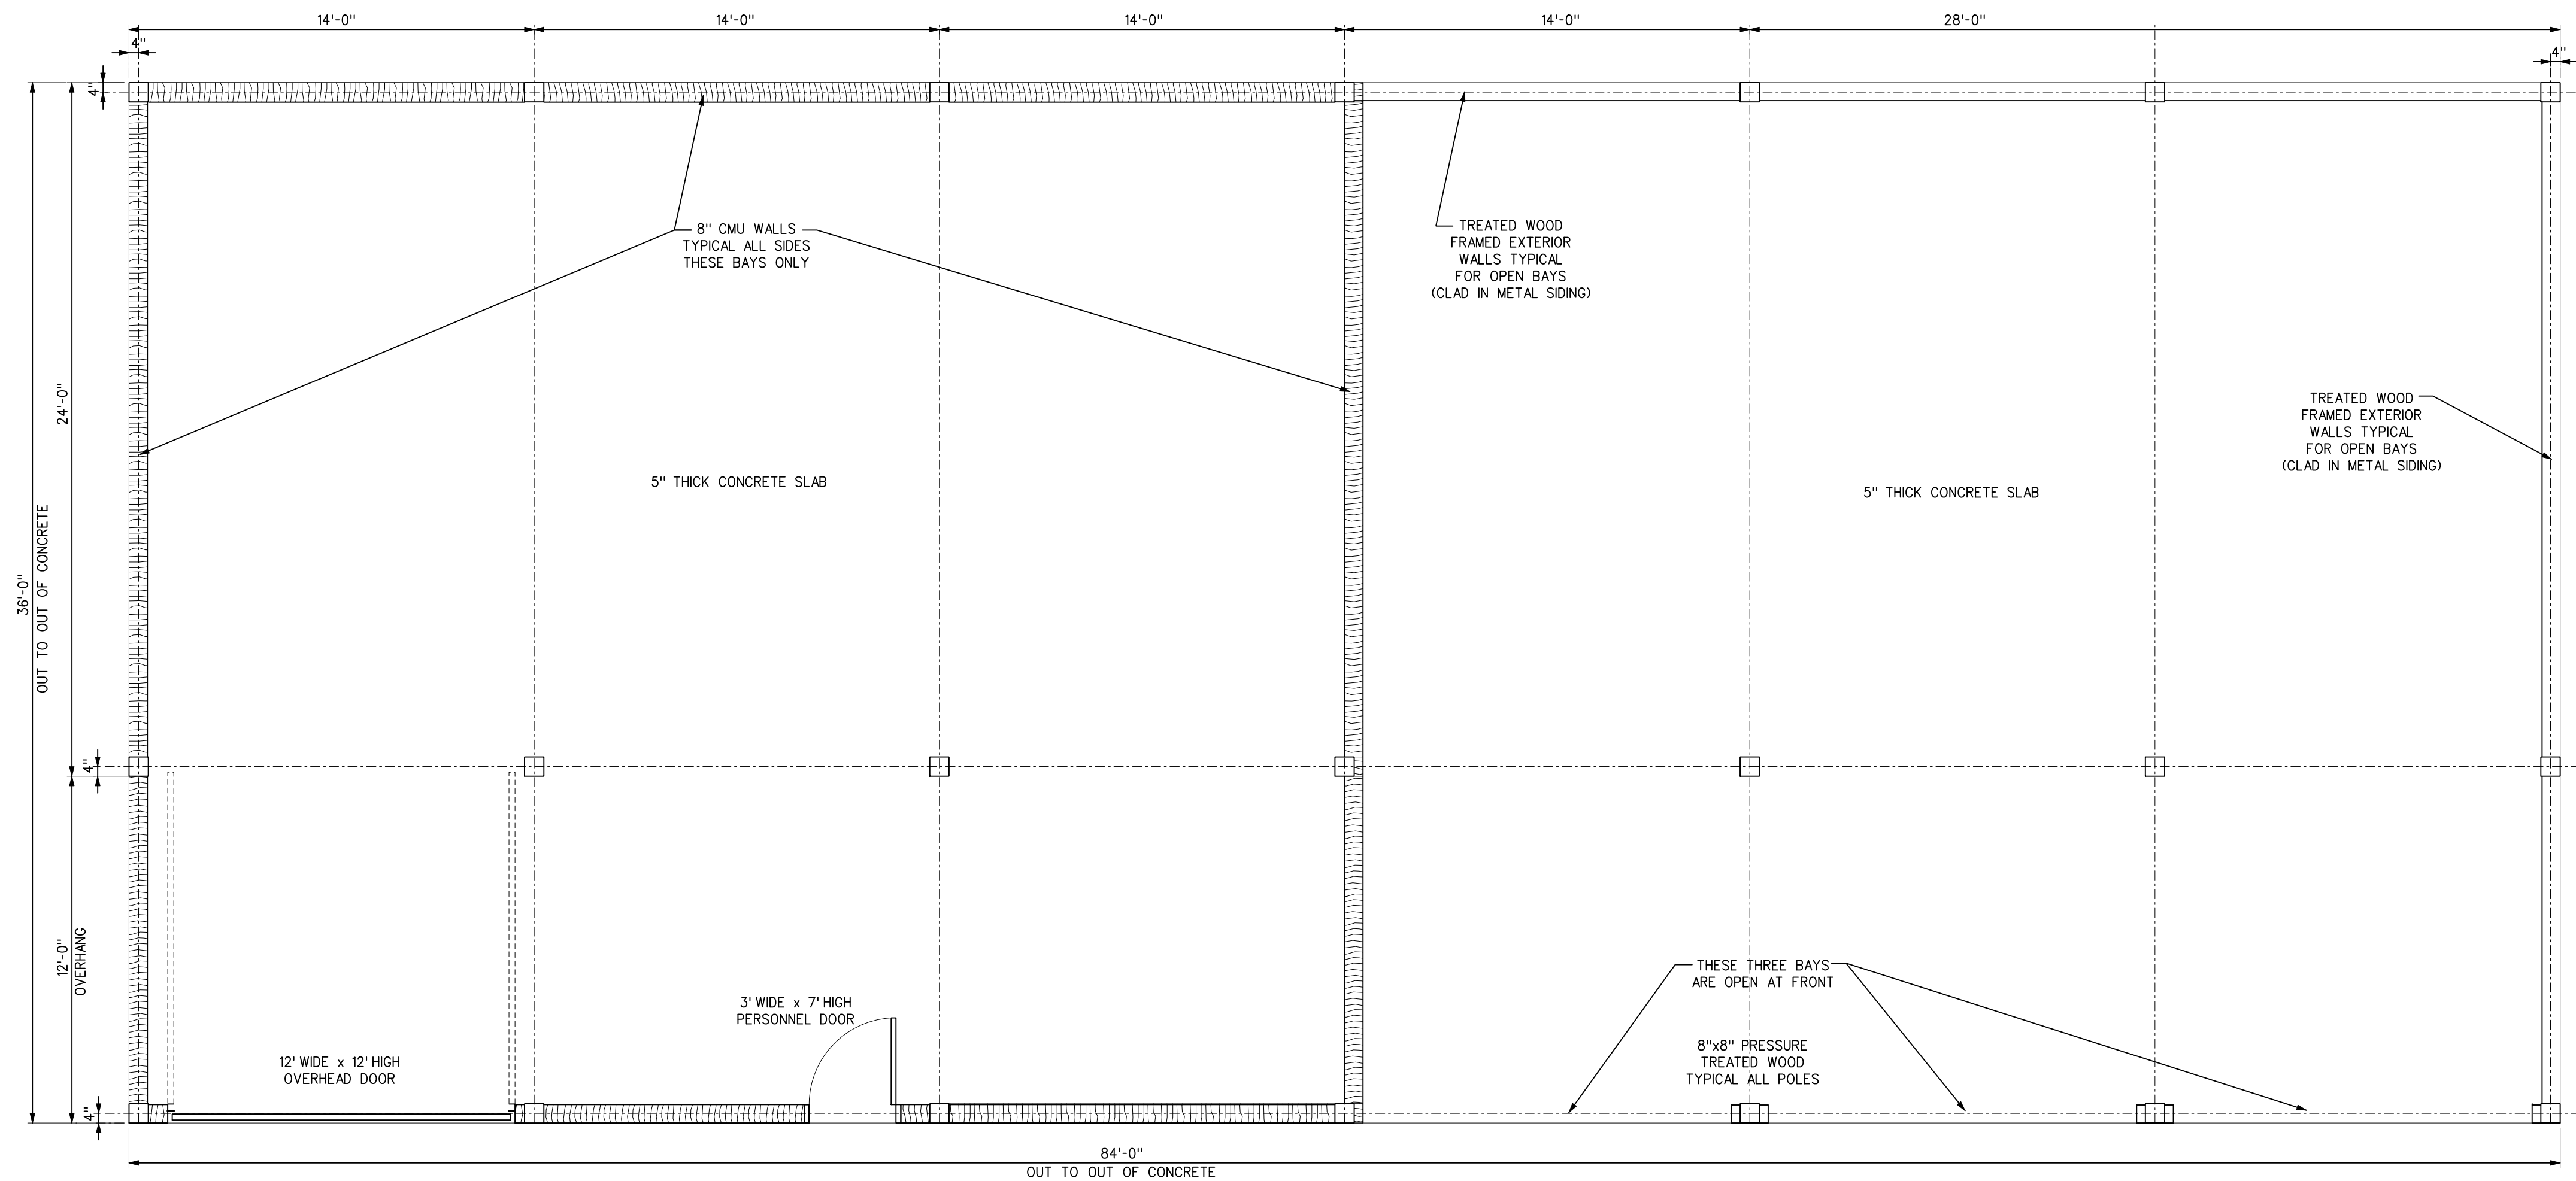 14'-0"
14'-0"
14'-0"
14'-0"
28'-0"
4"
4"
4"
8" CMU WALLS
TYPICAL ALL SIDES
THESE BAYS ONLY
TREATED WOOD
FRAMED EXTERIOR
WALLS TYPICAL
FOR OPEN BAYS
(CLAD IN METAL SIDING)
24'-0"
TREATED WOOD
FRAMED EXTERIOR
WALLS TYPICAL
FOR OPEN BAYS
(CLAD IN METAL SIDING)
5" THICK CONCRETE SLAB
5" THICK CONCRETE SLAB
36'-0"
OUT TO OUT OF CONCRETE
4"
12'-0"
OVERHANG
THESE THREE BAYS
ARE OPEN AT FRONT
3' WIDE x 7' HIGH
PERSONNEL DOOR
8"x8" PRESSURE
TREATED WOOD
TYPICAL ALL POLES
12' WIDE x 12' HIGH
OVERHEAD DOOR
4"
84'-0"
OUT TO OUT OF CONCRETE